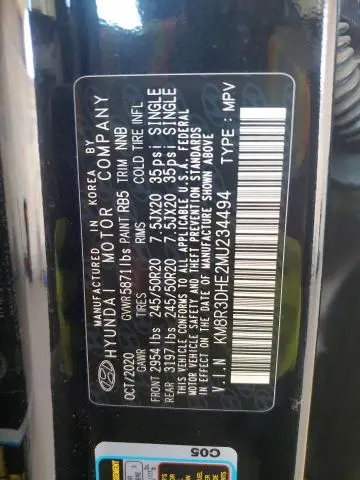 MANUFACTURED IN KOREA BY
HYUNDAI MOTOR COMPANY
OCT/2020 GVWR 5871 lbs PAINT RB5 TRIM NNB
GAWR TIRES RIMS COLD TIRE INFL
FRONT 2954 lbs 245/50R20 7.5JX20 35psi SINGLE
REAR 3197 lbs 245/50R20 7.5JX20 35psi SINGLE
THIS VEHICLE CONFORMS TO ALL APPLICABLE U.S.A. FEDERAL
MOTOR VEHICLE SAFETY AND THEFT PREVENTION STANDARDS
IN EFFECT ON THE DATE OF MANUFACTURE SHOWN ABOVE.
V.I.N KM8R3DHE2MU234494 TYPE : MPV
C05